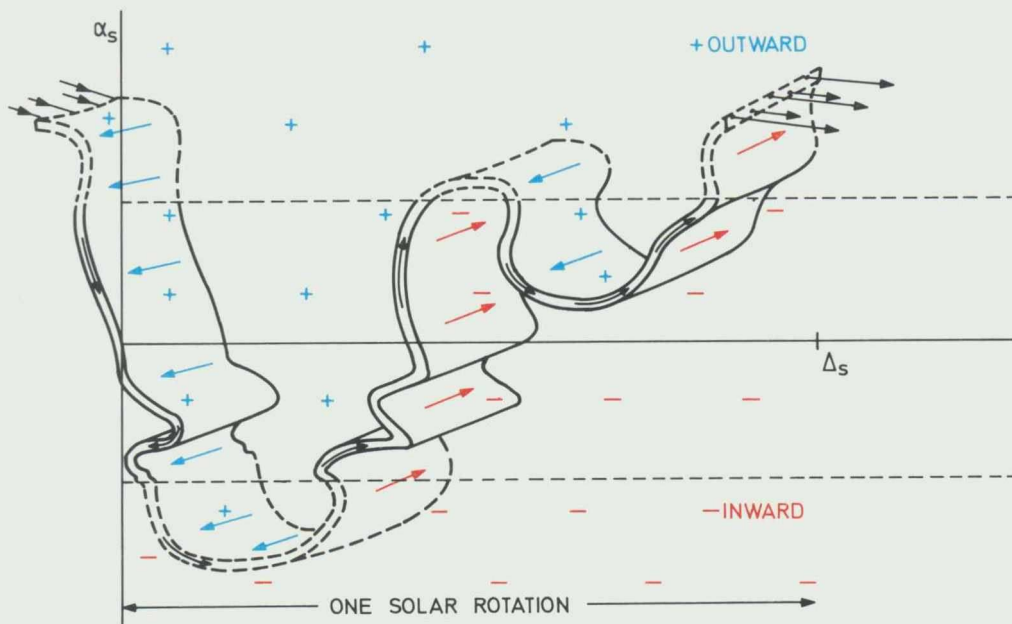 αs
+ OUTWARD
Δs
− INWARD
ONE SOLAR ROTATION